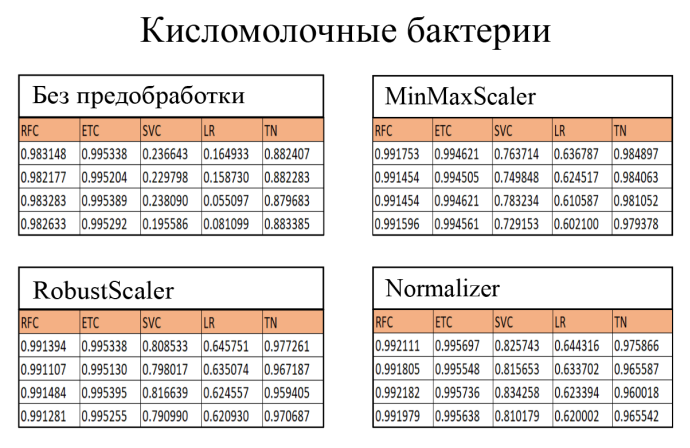 Кисломолочные бактерии
Без предобработки
RFC ETC SVC LR TN
0.983148 0.995338 0.236643 0.164933 0.882407
0.982177 0.995204 0.229798 0.158730 0.882283
0.983283 0.995389 0.238090 0.055097 0.879683
0.982633 0.995292 0.195586 0.081099 0.883385
MinMaxScaler
RFC ETC SVC LR TN
0.991753 0.994621 0.763714 0.636787 0.984897
0.991454 0.994505 0.749848 0.624517 0.984063
0.991454 0.994621 0.783234 0.610587 0.981052
0.991596 0.994561 0.729153 0.602100 0.979378
RobustScaler
RFC ETC SVC LR TN
0.991394 0.995338 0.808533 0.645751 0.977261
0.991107 0.995130 0.798017 0.635074 0.967187
0.991484 0.995395 0.816639 0.624557 0.959405
0.991281 0.995255 0.790990 0.620930 0.970687
Normalizer
RFC ETC SVC LR TN
0.992111 0.995697 0.825743 0.644316 0.975866
0.991805 0.995548 0.815653 0.633702 0.965587
0.992182 0.995736 0.834258 0.623394 0.960018
0.991979 0.995638 0.810179 0.620002 0.965542